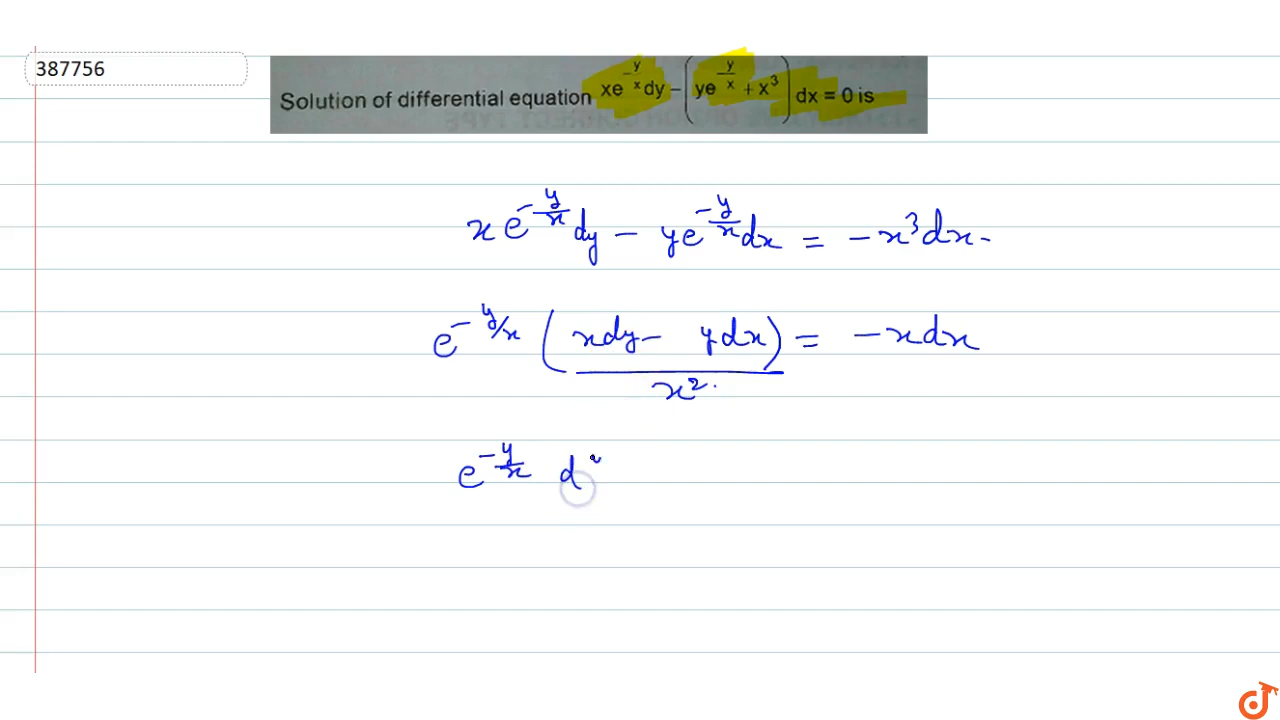 387756
Solution of differential equation xe^{-y/x}dy - (ye^{y/x} + x^3) dx = 0 is
x e^{-y/x} dy - ye^{-y/x} dx = -x^3 dx.
e^{-y/x} (xdy - ydx)/x^2. = -xdx
e^{-y/x} d